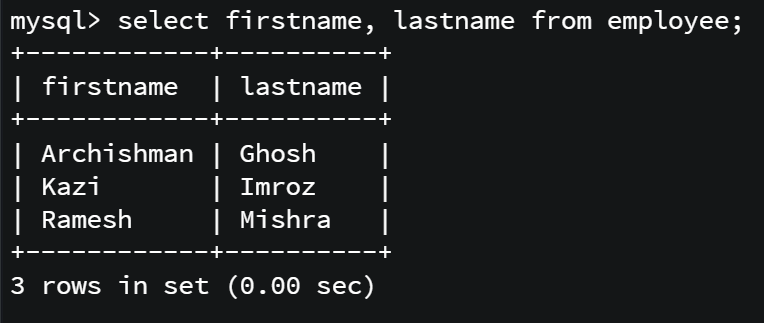 mysql> select firstname, lastname from employee;
+------------+----------+
| firstname  | lastname |
+------------+----------+
| Archishman | Ghosh    |
| Kazi       | Imroz    |
| Ramesh     | Mishra   |
+------------+----------+
3 rows in set (0.00 sec)